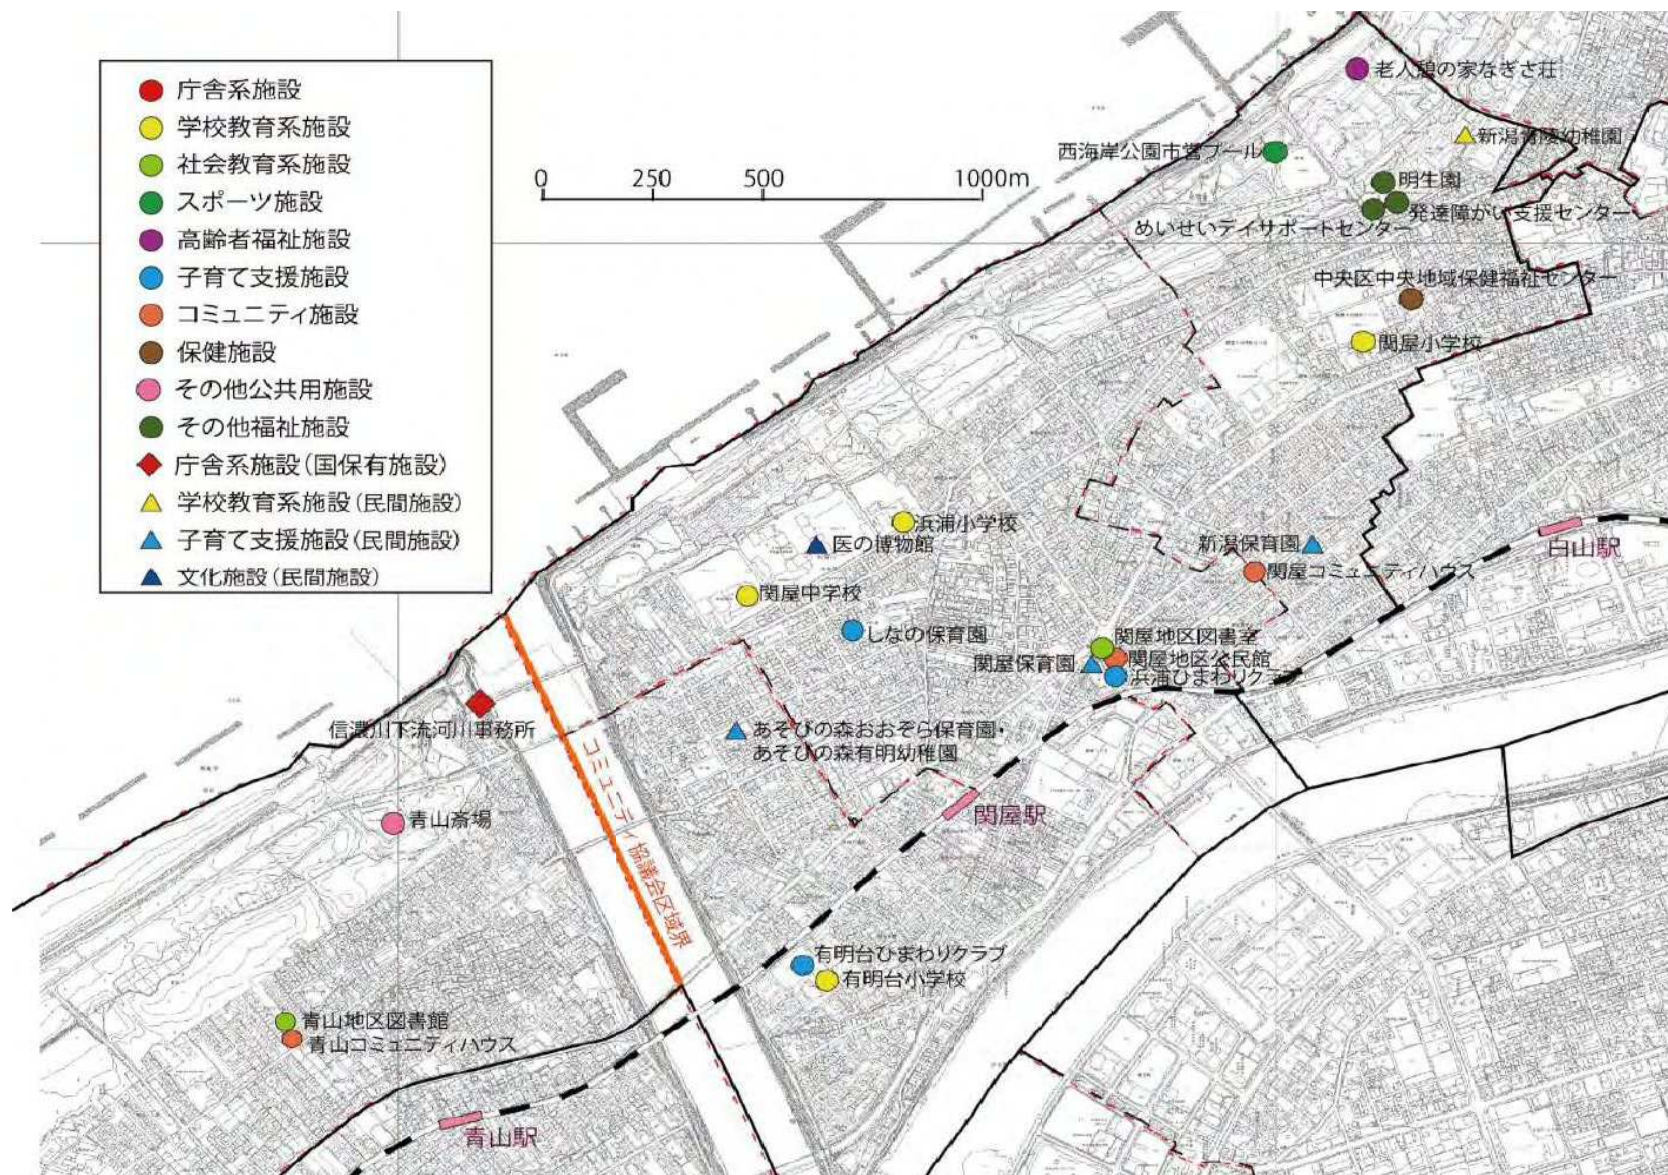 庁舎系施設
学校教育系施設
社会教育系施設
スポーツ施設
高齢者福祉施設
子育て支援施設
コミュニティ施設
保健施設
その他公共用施設
その他福祉施設
庁舎系施設(国保有施設)
学校教育系施設(民間施設)
子育て支援施設(民間施設)
文化施設(民間施設)
0 250 500 1000m
老人憩の家なぎさ荘
新潟青陵幼稚園
西海岸公園市営プール
明生園
発達障がい支援センター
めいせいデイサポートセンター
中央区中央地域保健福祉センター
関屋小学校
浜浦小学校
医の博物館
新潟保育園
白山駅
関屋コミュニティハウス
関屋中学校
しなの保育園
関屋地区図書室
関屋地区公民館
関屋保育園
浜浦ひまわりクラブ
信濃川下流河川事務所
あそびの森おおぞら保育園・
あそびの森有明幼稚園
コミュニティ協議会区域界
関屋駅
青山斎場
有明台ひまわりクラブ
有明台小学校
青山地区図書館
青山コミュニティハウス
青山駅